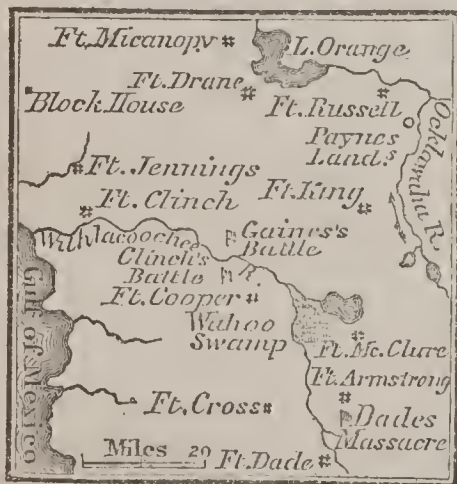 Ft. Micanopy
L. Orange
Ft. Drane
Block House
Ft. Russell
Paynes
Land.s
Ocklawaha R.
Ft. Jennings
Ft. Clinch
Ft. King
Withlacoochee R.
Gaines's
Battle
Clinch's
Battle
Ft. Cooper
Wahoo
Swamp
Gulf of Mexico
Ft. Mc. Clure
Ft. Armstrong
Ft. Cross
Dades
Massacre
Miles 20
Ft. Dade